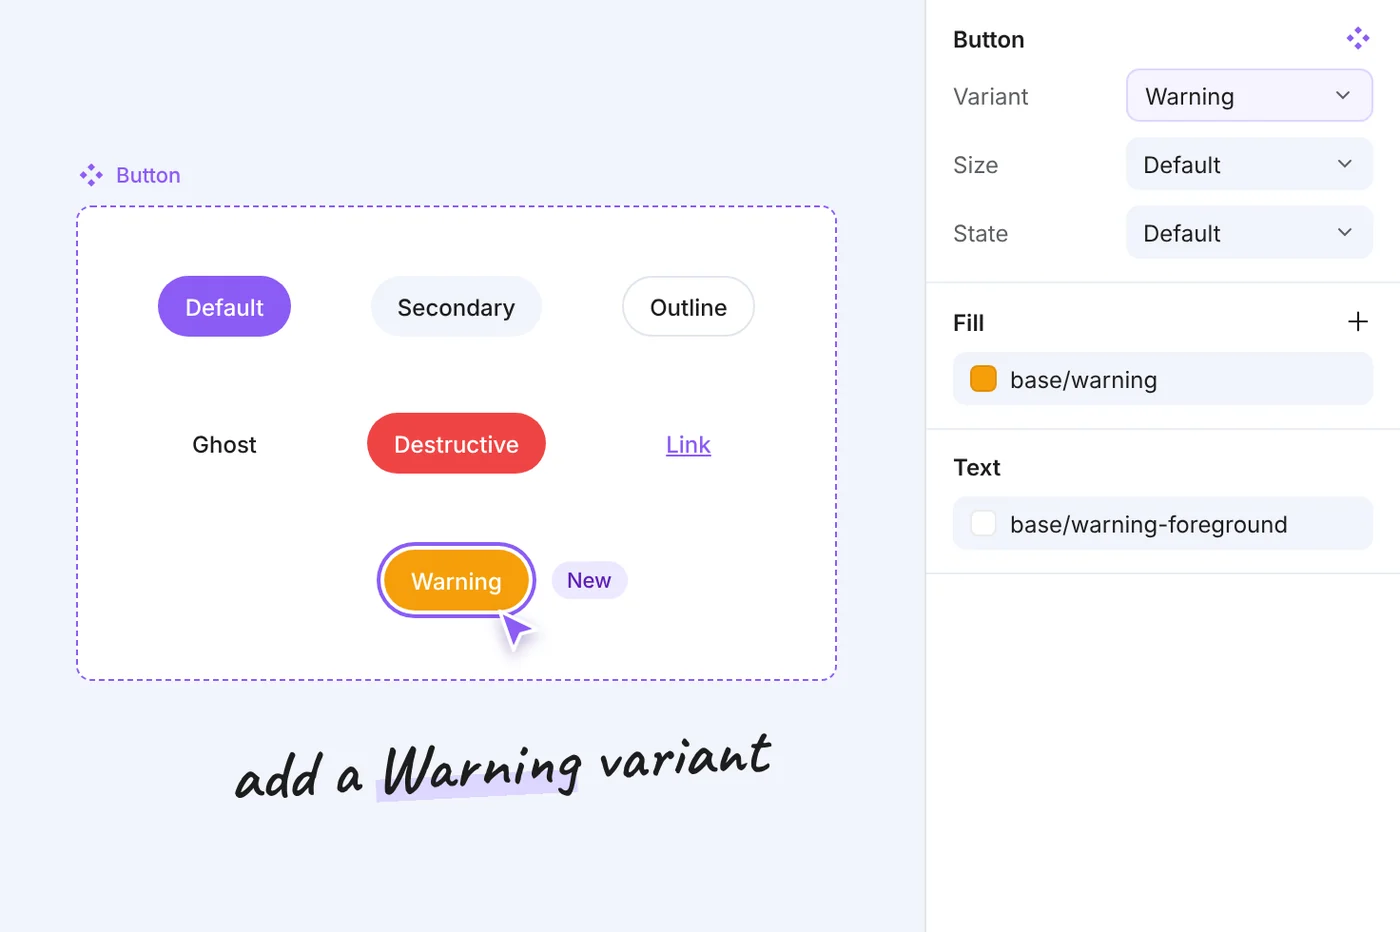 Button
Default
Secondary
Outline
Ghost
Destructive
Link
Warning
New
add a Warning variant
Button
Variant
Warning
Size
Default
State
Default
Fill
base/warning
Text
base/warning-foreground